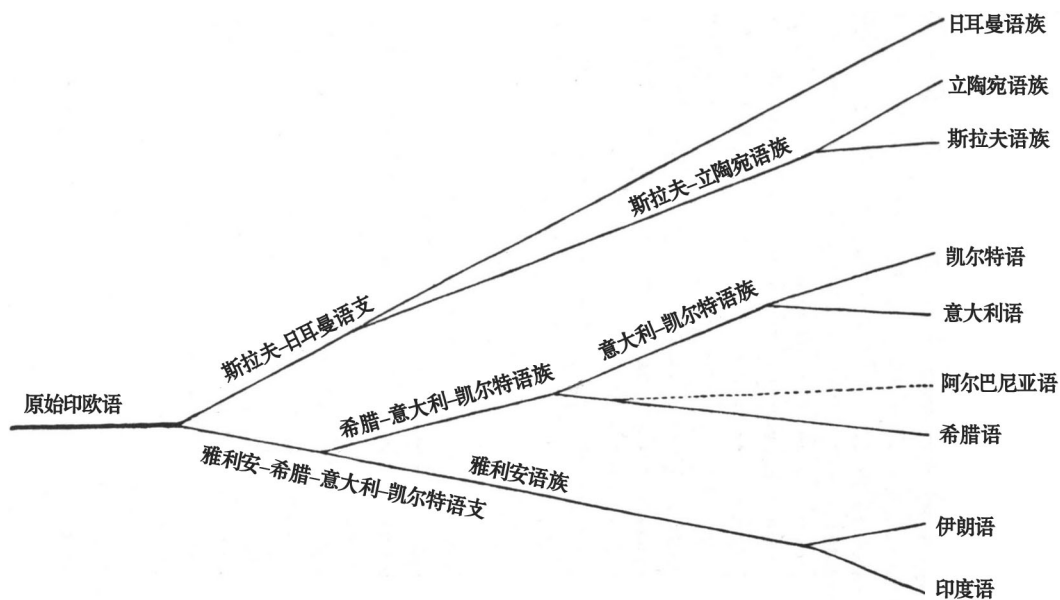 日耳曼语族
立陶宛语族
斯拉夫语族
斯拉夫–立陶宛语族
凯尔特语
意大利语
意大利–凯尔特语族
斯拉夫–日耳曼语支
阿尔巴尼亚语
希腊语
希腊–意大利–凯尔特语族
原始印欧语
雅利安–希腊–意大利–凯尔特语支
雅利安语族
伊朗语
印度语